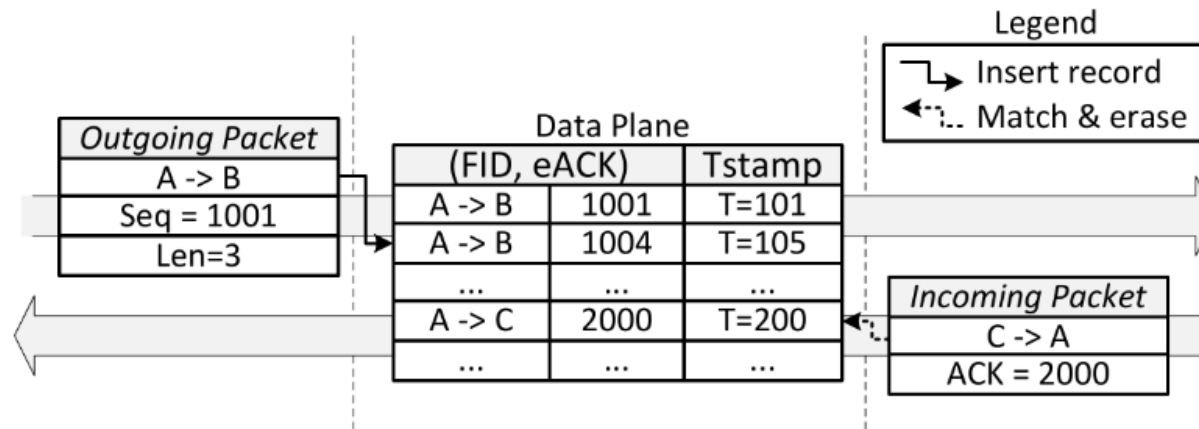 Legend
Insert record
Match & erase
Outgoing Packet
A -> B
Seq = 1001
Len=3
Data Plane
(FID, eACK) Tstamp
A -> B 1001 T=101
A -> B 1004 T=105
... ... ...
A -> C 2000 T=200
... ... ...
Incoming Packet
C -> A
ACK = 2000